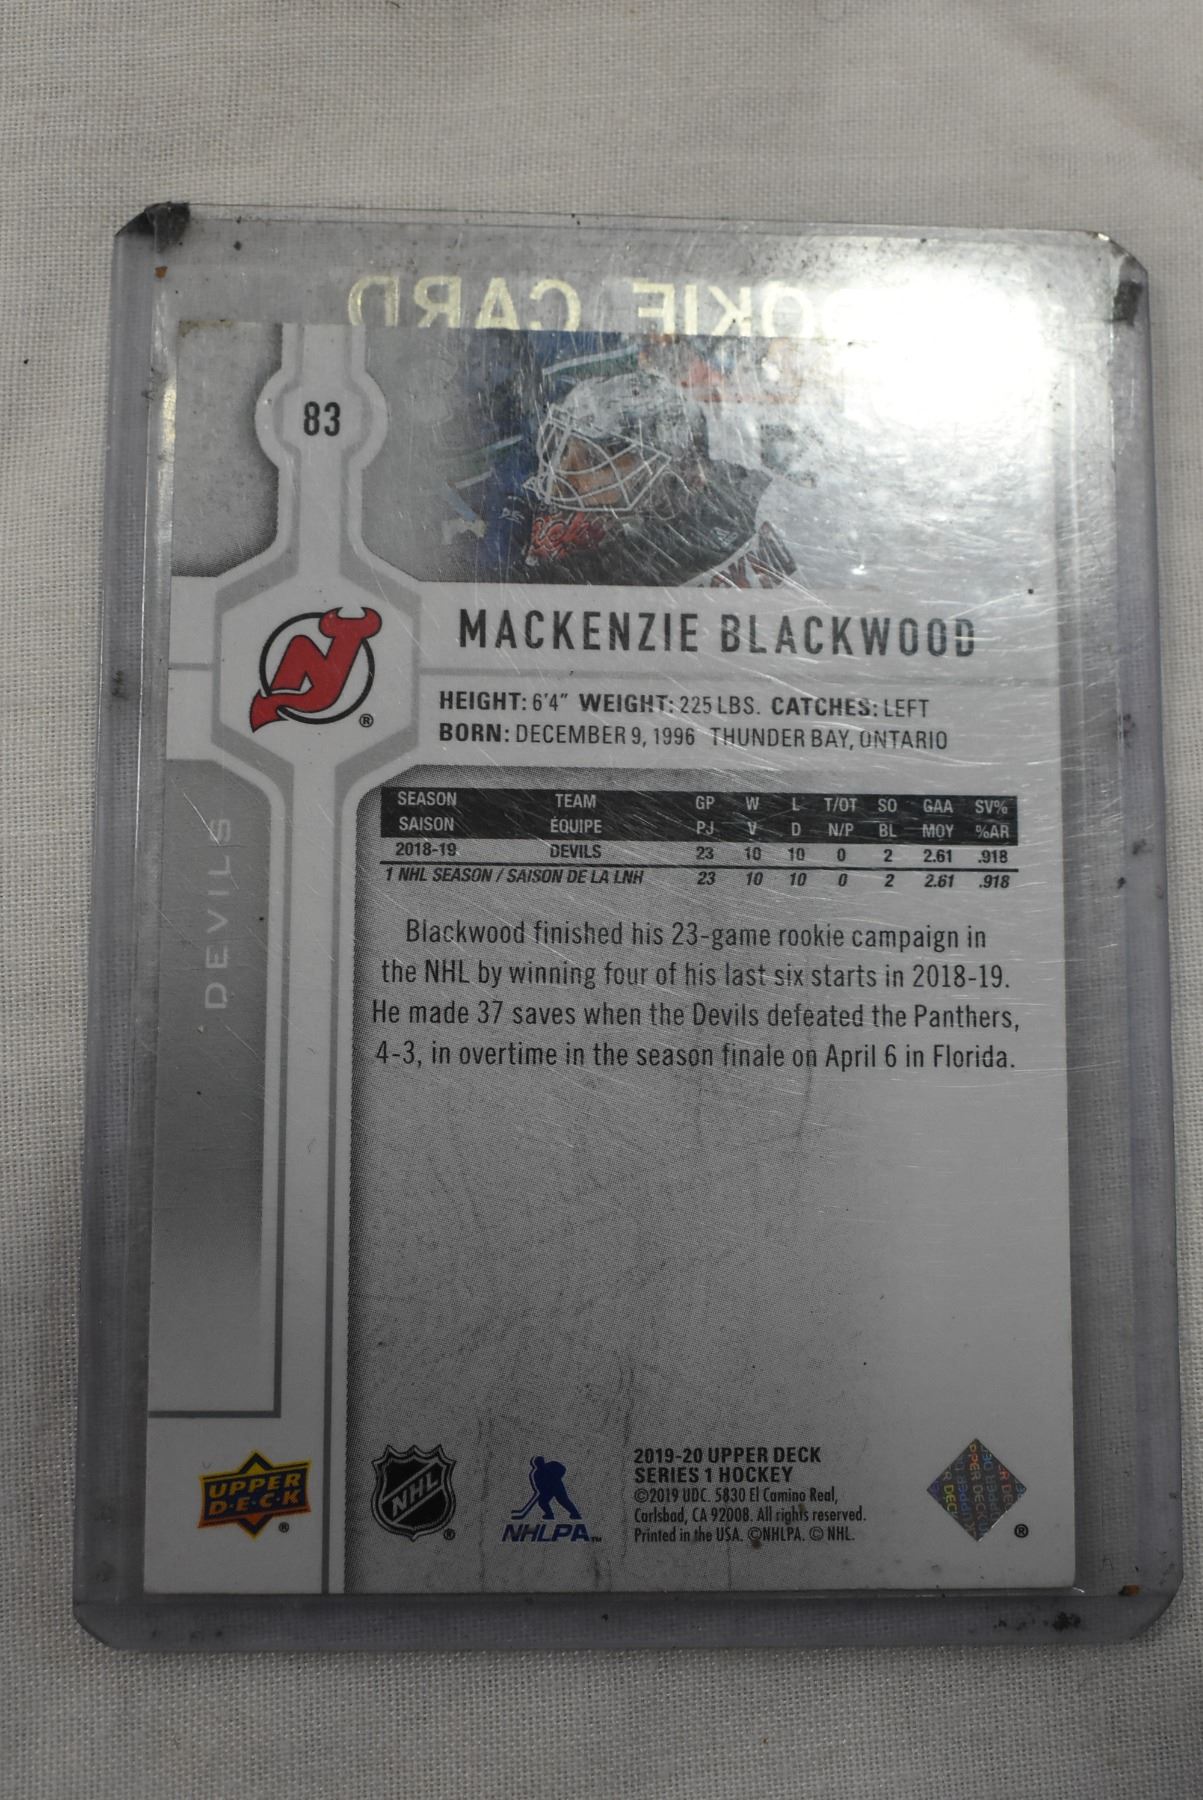 ROOKIE CARD
83
MACKENZIE BLACKWOOD
HEIGHT: 6'4" WEIGHT: 225 LBS. CATCHES: LEFT
BORN: DECEMBER 9, 1996 THUNDER BAY, ONTARIO
SEASON TEAM GP W L T/OT SO GAA SV%
SAISON ÉQUIPE PJ V D N/P BL MOY %AR
2018-19 DEVILS 23 10 10 0 2 2.61 .918
1 NHL SEASON / SAISON DE LA LNH 23 10 10 0 2 2.61 .918
DEVILS
Blackwood finished his 23-game rookie campaign in
the NHL by winning four of his last six starts in 2018-19.
He made 37 saves when the Devils defeated the Panthers,
4-3, in overtime in the season finale on April 6 in Florida.
UPPER
D·E·C·K
®
NHL
®
NHLPA™
2019-20 UPPER DECK
SERIES 1 HOCKEY
©2019 UDC. 5830 El Camino Real,
Carlsbad, CA 92008. All rights reserved.
Printed in the USA. ©NHLPA. © NHL.
®